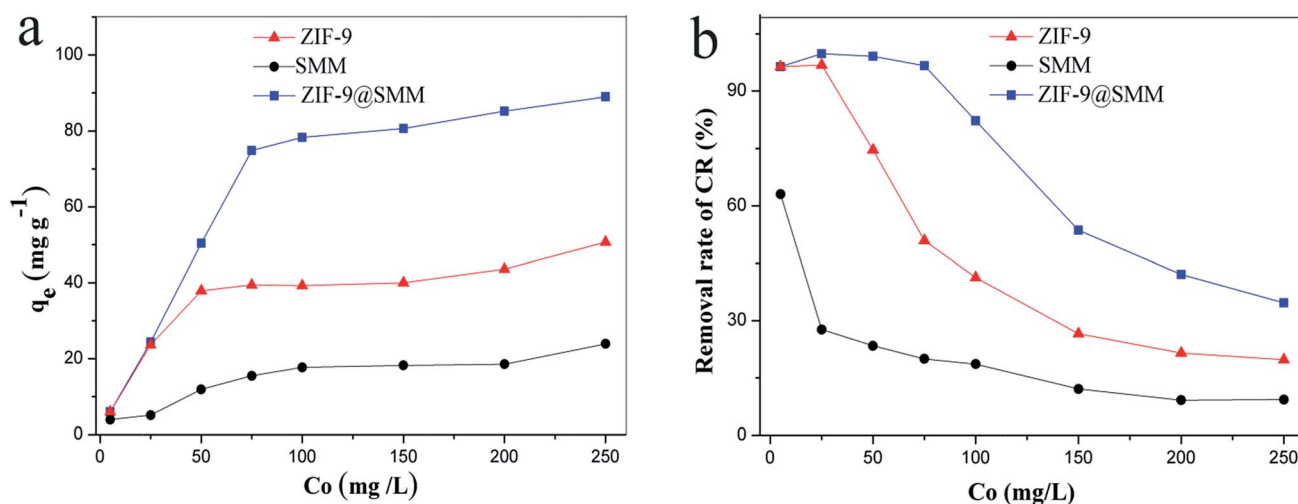 a
ZIF-9
SMM
ZIF-9@SMM
100
80
60
40
20
0
qe (mg g-1)
0 50 100 150 200 250
Co (mg /L)
b
ZIF-9
SMM
ZIF-9@SMM
90
60
30
0
Removal rate of CR (%)
0 50 100 150 200 250
Co (mg/L)